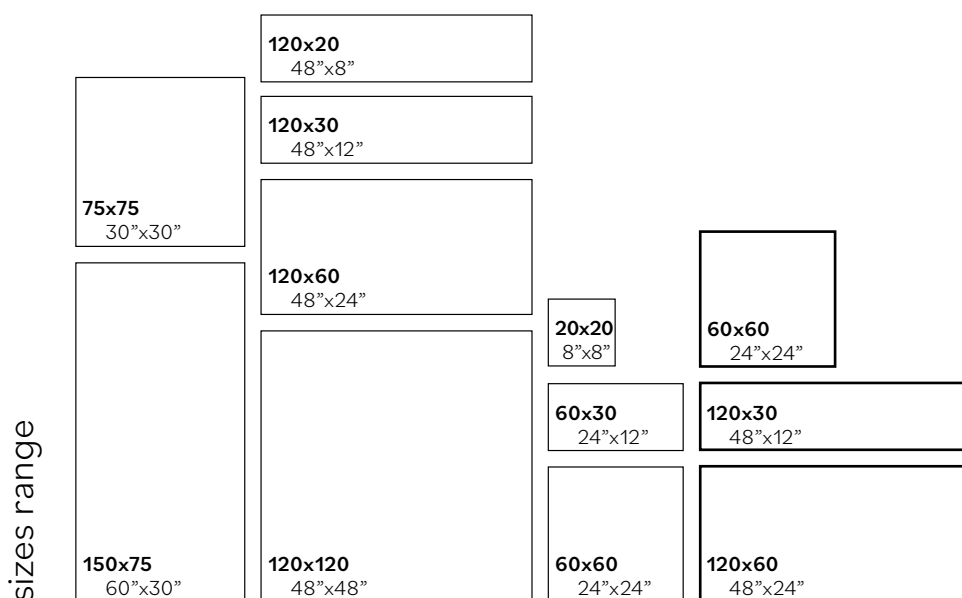 sizes range
75x75
30”x30”
150x75
60”x30”
120x20
48”x8”
120x30
48”x12”
120x60
48”x24”
120x120
48”x48”
20x20
8”x8”
60x30
24”x12”
60x60
24”x24”
60x60
24”x24”
120x30
48”x12”
120x60
48”x24”